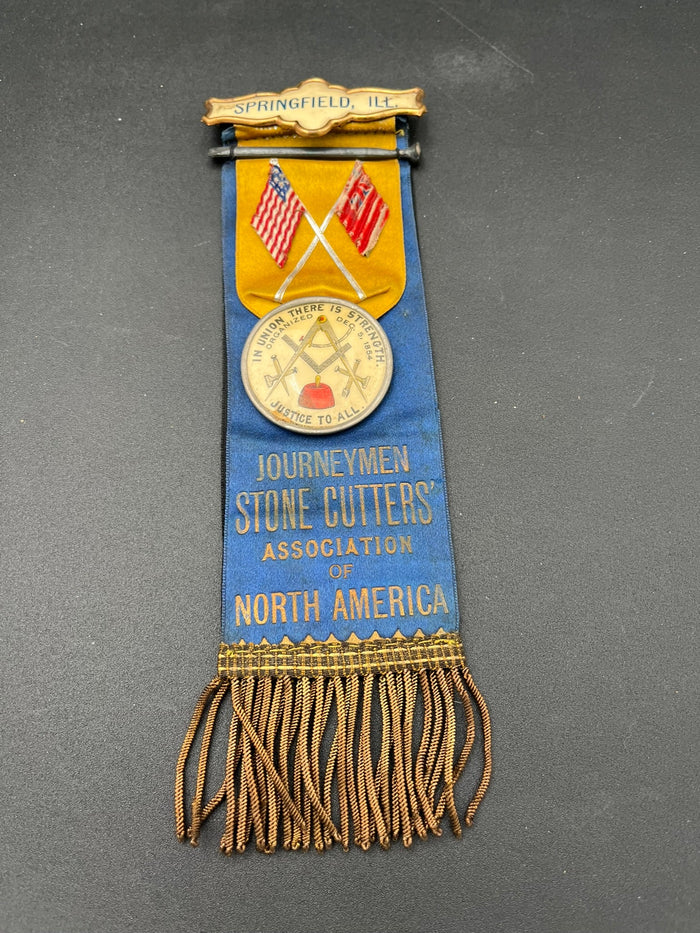 SPRINGFIELD, ILL.
IN UNION THERE IS STRENGTH.
ORGANIZED DEC. 5, 1854
JUSTICE TO ALL.
JOURNEYMEN
STONE CUTTERS'
ASSOCIATION
OF
NORTH AMERICA